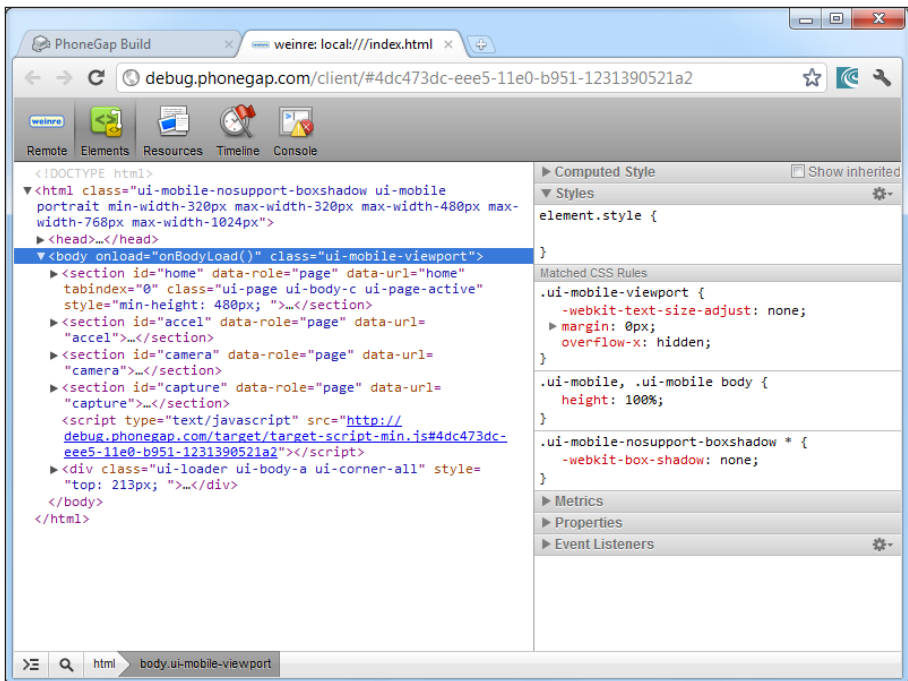 PhoneGap Build
weinre: local:///index.html
debug.phonegap.com/client/#4dc473dc-eee5-11e0-b951-1231390521a2
weinre
Remote Elements Resources Timeline Console
<!DOCTYPE html>
▼<html class="ui-mobile-nosupport-boxshadow ui-mobile
portrait min-width-320px max-width-320px max-width-480px max-
width-768px max-width-1024px">
▶<head>…</head>
▼<body onload="onBodyLoad()" class="ui-mobile-viewport">
▶<section id="home" data-role="page" data-url="home"
tabindex="0" class="ui-page ui-body-c ui-page-active"
style="min-height: 480px; ">…</section>
▶<section id="accel" data-role="page" data-url=
"accel">…</section>
▶<section id="camera" data-role="page" data-url=
"camera">…</section>
▶<section id="capture" data-role="page" data-url=
"capture">…</section>
<script type="text/javascript" src="http://
debug.phonegap.com/target/target-script-min.js#4dc473dc-
eee5-11e0-b951-1231390521a2"></script>
▶<div class="ui-loader ui-body-a ui-corner-all" style=
"top: 213px; ">…</div>
</body>
</html>
▶ Computed Style Show inherited
▼ Styles
element.style {
}
Matched CSS Rules
.ui-mobile-viewport {
-webkit-text-size-adjust: none;
▶ margin: 0px;
overflow-x: hidden;
}
.ui-mobile, .ui-mobile body {
height: 100%;
}
.ui-mobile-nosupport-boxshadow * {
-webkit-box-shadow: none;
}
▶ Metrics
▶ Properties
▶ Event Listeners
html body.ui-mobile-viewport